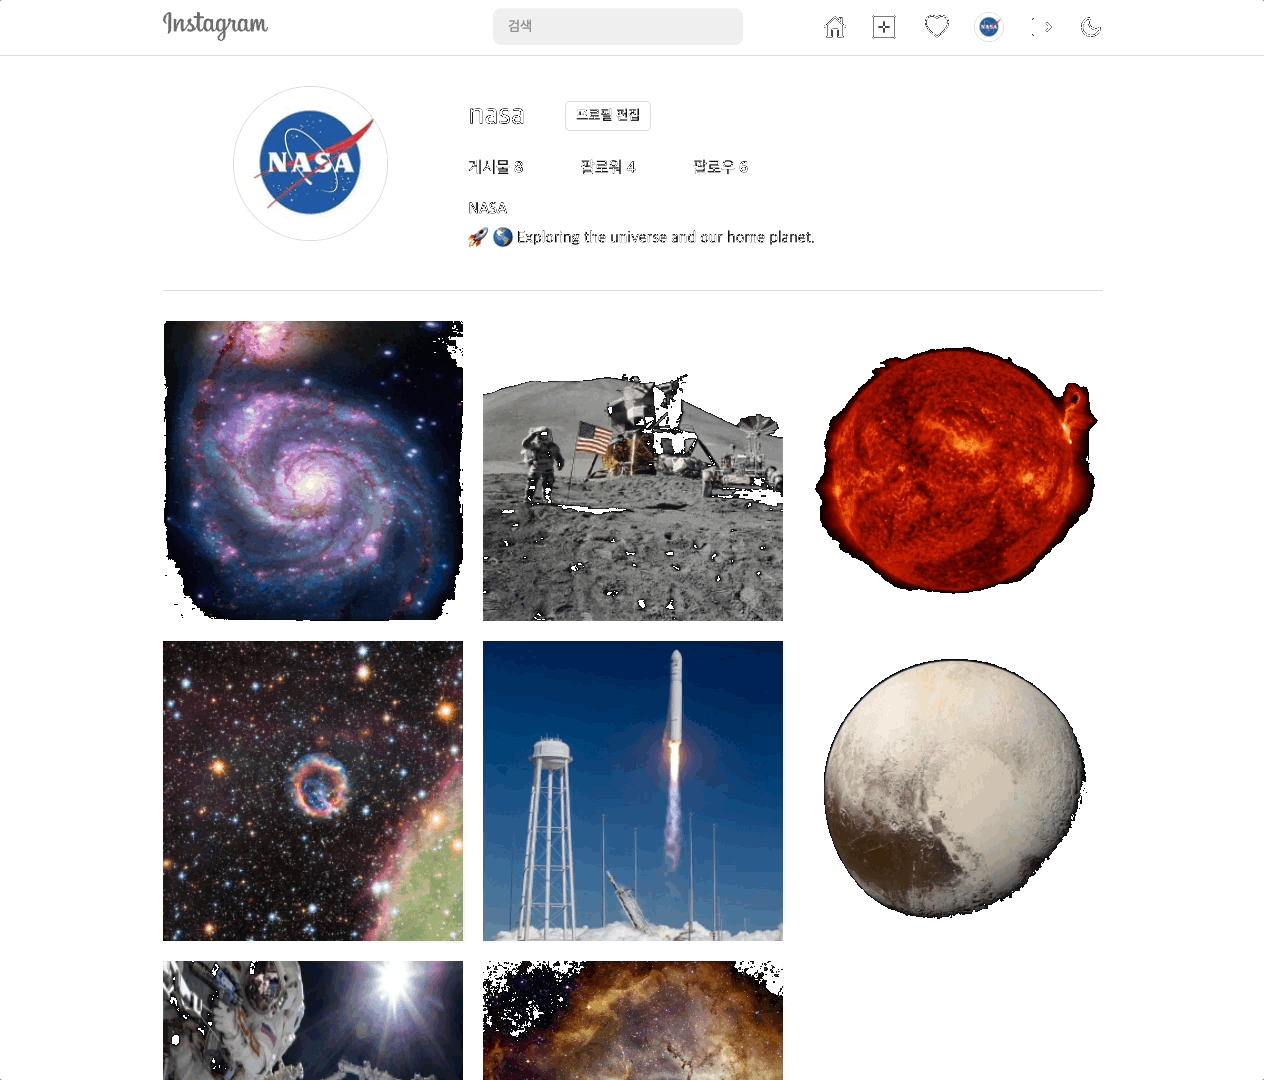 Instagram
검색
NASA
nasa
프로필 편집
NASA
게시물 8 팔로워 4 팔로우 6
NASA
🚀 🌎 Exploring the universe and our home planet.